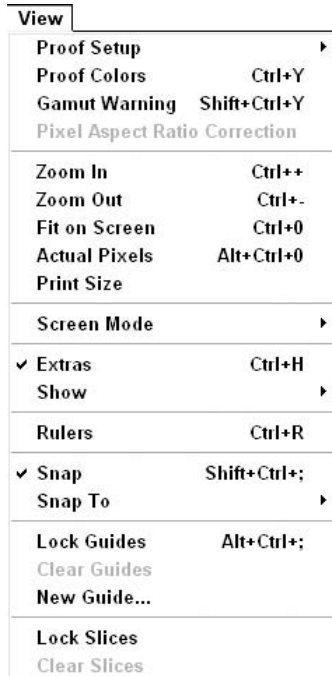 View
Proof Setup
Proof Colors Ctrl+Y
Gamut Warning Shift+Ctrl+Y
Pixel Aspect Ratio Correction
Zoom In Ctrl++
Zoom Out Ctrl+-
Fit on Screen Ctrl+0
Actual Pixels Alt+Ctrl+0
Print Size
Screen Mode
Extras Ctrl+H
Show
Rulers Ctrl+R
Snap Shift+Ctrl+;
Snap To
Lock Guides Alt+Ctrl+;
Clear Guides
New Guide...
Lock Slices
Clear Slices